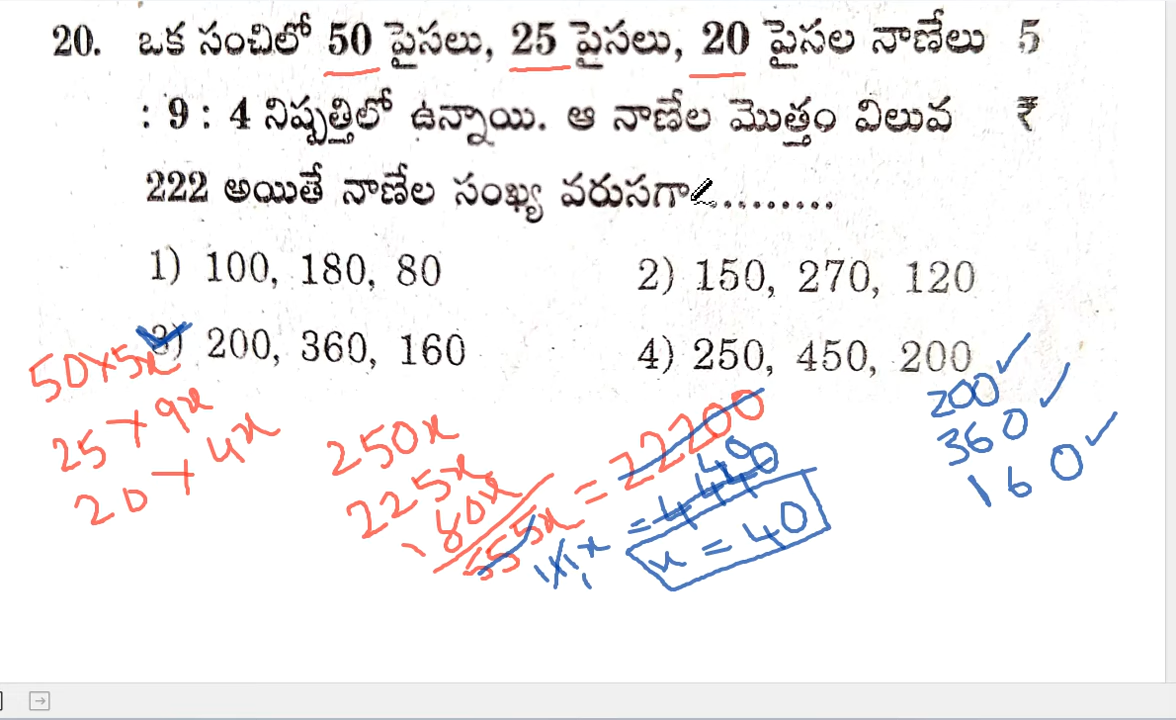 20. ఒక సంచిలో 50 పైసలు, 25 పైసలు, 20 పైసల నాణేలు 5
: 9 : 4 నిష్పత్తిలో ఉన్నాయి. ఆ నాణేల మొత్తం విలువ ₹
222 అయితే నాణేల సంఖ్య వరుసగా.........
1) 100, 180, 80 2) 150, 270, 120
3) 200, 360, 160 4) 250, 450, 200
50×5x
25 × 9x
20 × 4x
250x
225x
80x
555x = 22200
111x = 4440
x = 40
200
360
160